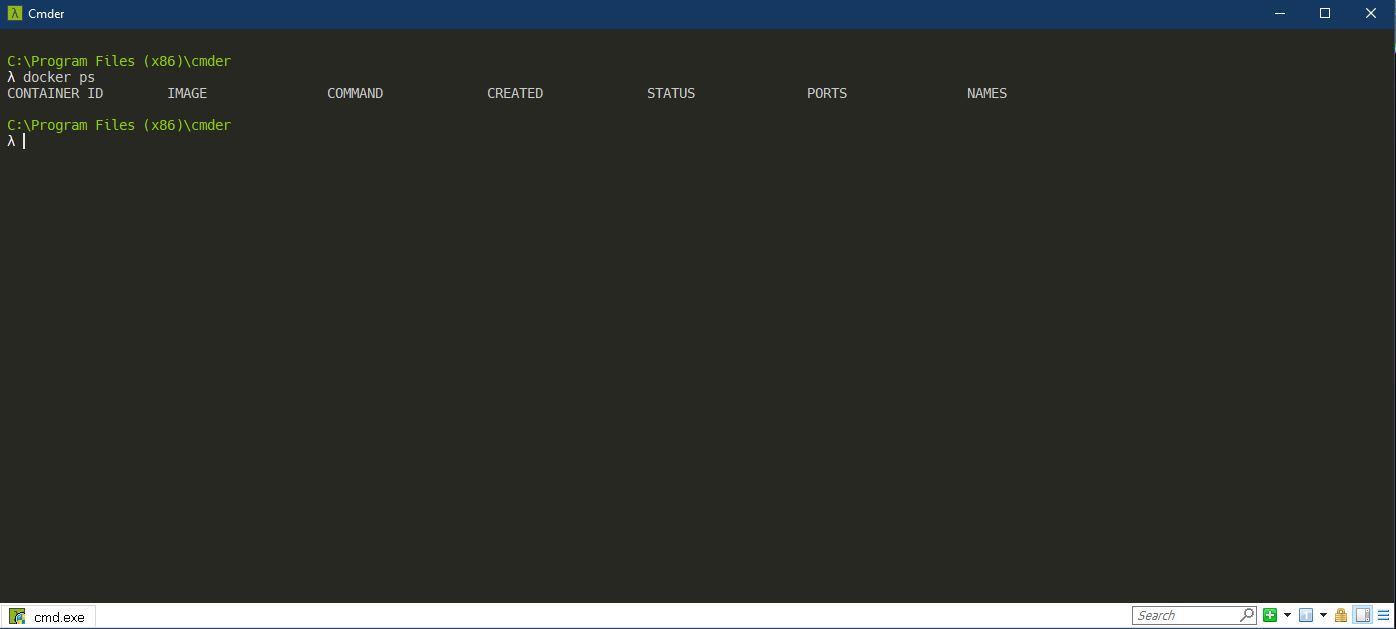 Cmder
C:\Program Files (x86)\cmder
λ docker ps
CONTAINER ID        IMAGE               COMMAND             CREATED             STATUS              PORTS               NAMES
C:\Program Files (x86)\cmder
λ
cmd.exe
Search